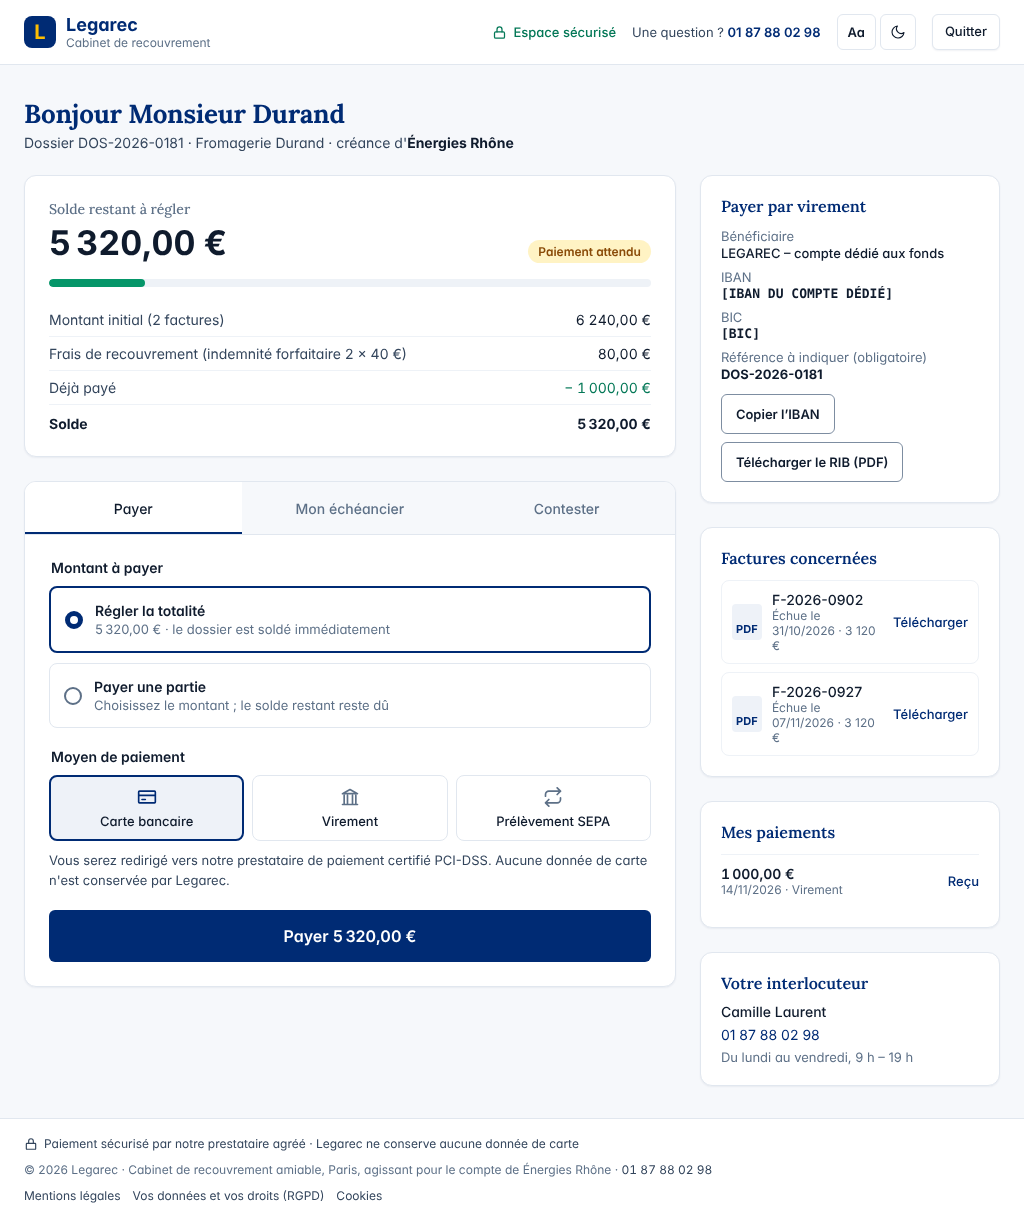 L
Legarec
Cabinet de recouvrement
Espace sécurisé
Une question ? 01 87 88 02 98
Aa
Quitter
Bonjour Monsieur Durand
Dossier DOS-2026-0181 · Fromagerie Durand · créance d'Énergies Rhône
Solde restant à régler
5 320,00 €
Paiement attendu
Montant initial (2 factures) 6 240,00 €
Frais de recouvrement (indemnité forfaitaire 2 × 40 €) 80,00 €
Déjà payé − 1 000,00 €
Solde 5 320,00 €
Payer
Mon échéancier
Contester
Montant à payer
Régler la totalité
5 320,00 € · le dossier est soldé immédiatement
Payer une partie
Choisissez le montant ; le solde restant reste dû
Moyen de paiement
Carte bancaire
Virement
Prélèvement SEPA
Vous serez redirigé vers notre prestataire de paiement certifié PCI-DSS. Aucune donnée de carte
n'est conservée par Legarec.
Payer 5 320,00 €
Payer par virement
Bénéficiaire
LEGAREC – compte dédié aux fonds
IBAN
[IBAN DU COMPTE DÉDIÉ]
BIC
[BIC]
Référence à indiquer (obligatoire)
DOS-2026-0181
Copier l’IBAN
Télécharger le RIB (PDF)
Factures concernées
PDF
F-2026-0902
Échue le
31/10/2026 · 3 120
€
Télécharger
PDF
F-2026-0927
Échue le
07/11/2026 · 3 120
€
Télécharger
Mes paiements
1 000,00 €
14/11/2026 · Virement
Reçu
Votre interlocuteur
Camille Laurent
01 87 88 02 98
Du lundi au vendredi, 9 h – 19 h
Paiement sécurisé par notre prestataire agréé · Legarec ne conserve aucune donnée de carte
© 2026 Legarec · Cabinet de recouvrement amiable, Paris, agissant pour le compte de Énergies Rhône · 01 87 88 02 98
Mentions légales Vos données et vos droits (RGPD) Cookies